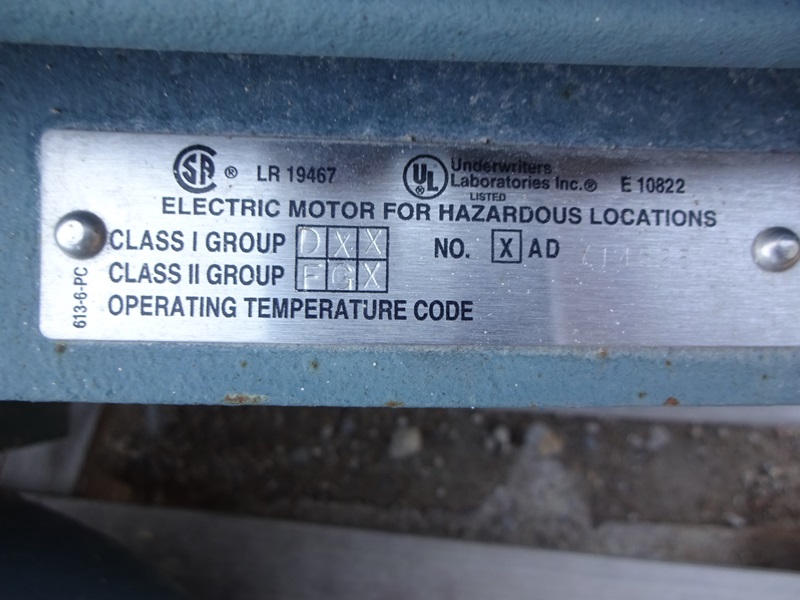 SA ® LR 19467 UL Underwriters Laboratories Inc.® E 10822
LISTED
ELECTRIC MOTOR FOR HAZARDOUS LOCATIONS
CLASS I GROUP D X X NO. X AD
CLASS II GROUP F G X
OPERATING TEMPERATURE CODE
613-6-PC